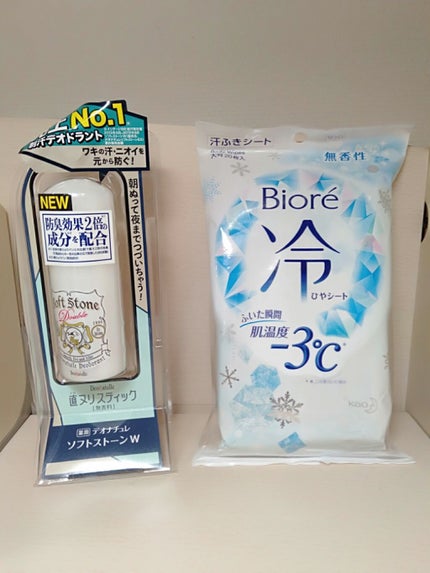 No.1
制汗デオドラント
ワキの汗・ニオイを
元から防ぐ!
朝ぬって夜までつづいちゃう!
NEW
防臭効果2倍の
成分を配合
Soft Stone
Double
Deonatulle
直ヌリスティック
[無香料]
薬用 デオナチュレ
ソフトストーンW
汗ふきシート
無香性
Bioré
冷
ひやシート
ふいた瞬間
肌温度
-3℃
Kao